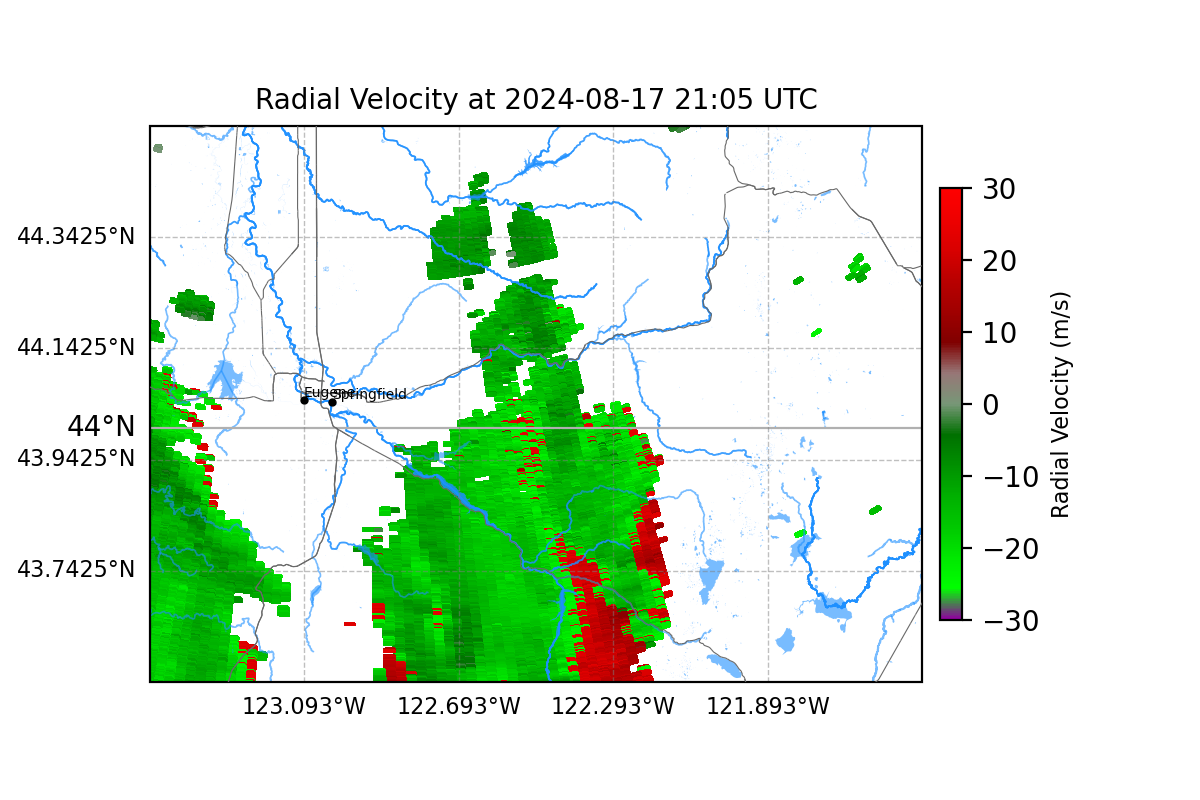 Radial Velocity at 2024-08-17 21:05 UTC
44.3425°N
44.1425°N
44°N
43.9425°N
43.7425°N
123.093°W
122.693°W
122.293°W
121.893°W
Eugene
Springfield
30
20
10
0
−10
−20
−30
Radial Velocity (m/s)